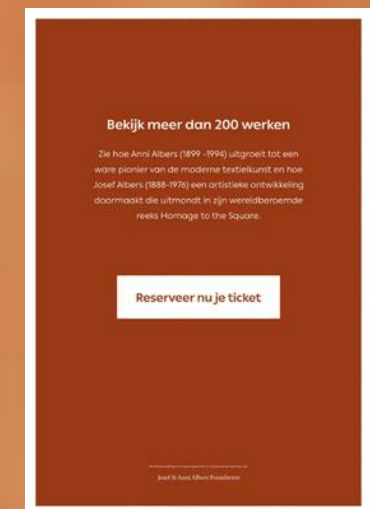 Bekijk meer dan 200 werken
Zie hoe Anni Albers (1899 -1994) uitgroeit tot een
ware pionier van de moderne textielkunst en hoe
Josef Albers (1888-1976) een artistieke ontwikkeling
doormaakt die uitmondt in zijn wereldberoemde
reeks Homage to the Square.
Reserveer nu je ticket
Josef & Anni Albers Foundation